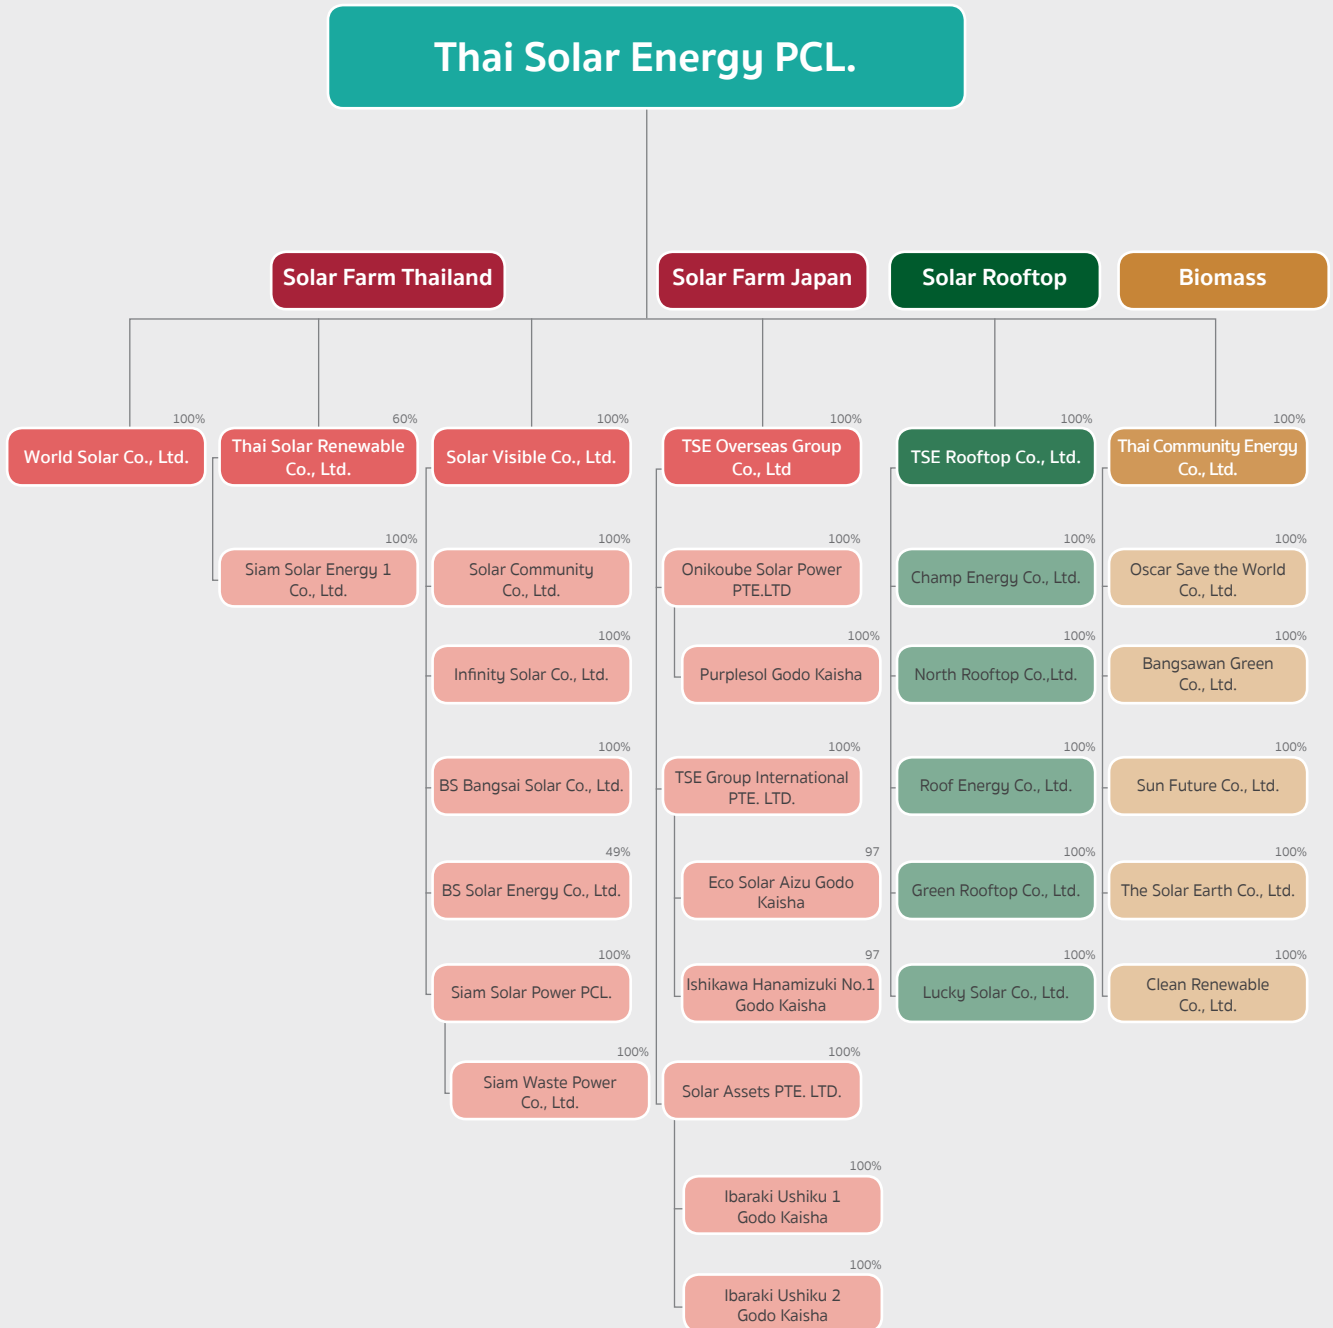 Thai Solar Energy PCL.
Solar Farm Thailand
Solar Farm Japan
Solar Rooftop
Biomass
100%
World Solar Co., Ltd.
60%
Thai Solar Renewable
Co., Ltd.
100%
Siam Solar Energy 1
Co., Ltd.
100%
Solar Visible Co., Ltd.
100%
Solar Community
Co., Ltd.
100%
Infinity Solar Co., Ltd.
100%
BS Bangsai Solar Co., Ltd.
49%
BS Solar Energy Co., Ltd.
100%
Siam Solar Power PCL.
100%
Siam Waste Power
Co., Ltd.
100%
TSE Overseas Group
Co., Ltd
100%
Onikoube Solar Power
PTE.LTD
100%
Purplesol Godo Kaisha
100%
TSE Group International
PTE. LTD.
97
Eco Solar Aizu Godo
Kaisha
97
Ishikawa Hanamizuki No.1
Godo Kaisha
100%
Solar Assets PTE. LTD.
100%
Ibaraki Ushiku 1
Godo Kaisha
100%
Ibaraki Ushiku 2
Godo Kaisha
100%
TSE Rooftop Co., Ltd.
100%
Champ Energy Co., Ltd.
100%
North Rooftop Co.,Ltd.
100%
Roof Energy Co., Ltd.
100%
Green Rooftop Co., Ltd.
100%
Lucky Solar Co., Ltd.
100%
Thai Community Energy
Co., Ltd.
100%
Oscar Save the World
Co., Ltd.
100%
Bangsawan Green
Co., Ltd.
100%
Sun Future Co., Ltd.
100%
The Solar Earth Co., Ltd.
100%
Clean Renewable
Co., Ltd.